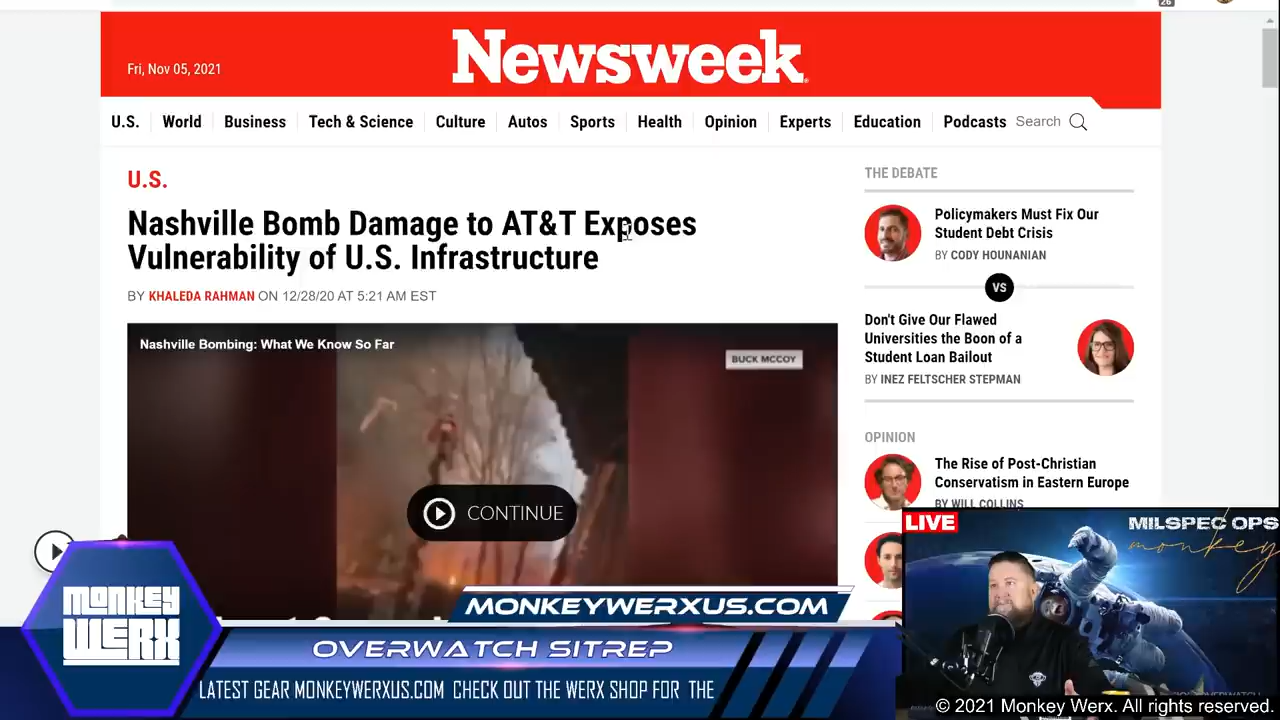 26
Fri, Nov 05, 2021
Newsweek
U.S. World Business Tech & Science Culture Autos Sports Health Opinion Experts Education Podcasts Search
U.S.
Nashville Bomb Damage to AT&T Exposes
Vulnerability of U.S. Infrastructure
BY KHALEDA RAHMAN ON 12/28/20 AT 5:21 AM EST
Nashville Bombing: What We Know So Far
BUCK MCCOY
CONTINUE
THE DEBATE
Policymakers Must Fix Our
Student Debt Crisis
BY CODY HOUNANIAN
VS
Don't Give Our Flawed
Universities the Boon of a
Student Loan Bailout
BY INEZ FELTSCHER STEPMAN
OPINION
The Rise of Post-Christian
Conservatism in Eastern Europe
BY WILL COLLINS
LIVE
MILSPEC OPS
monkey
MONKEY
WERX
MONKEYWERXUS.COM
OVERWATCH SITREP
LATEST GEAR MONKEYWERXUS.COM CHECK OUT THE WERX SHOP FOR THE
© 2021 Monkey Werx. All rights reserved.